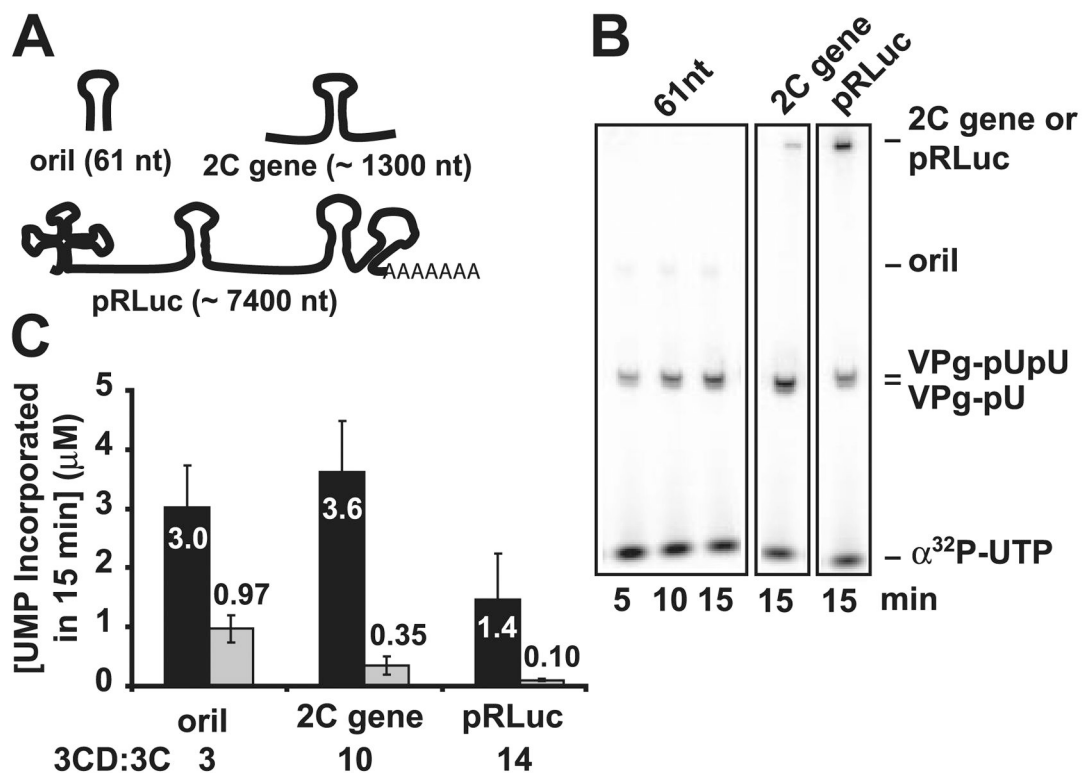 A
oriI (61 nt)
2C gene (~ 1300 nt)
AAAAAAA
pRLuc (~ 7400 nt)
B
61nt
2C gene
pRLuc
2C gene or
pRLuc
oriI
VPg-pUpU
VPg-pU
α³²P-UTP
5 10 15 15 15 min
C
[UMP Incorporated
in 15 min] (μM)
5
4
3
2
1
0
3.0
0.97
3.6
0.35
1.4
0.10
oriI 2C gene pRLuc
3CD:3C 3 10 14